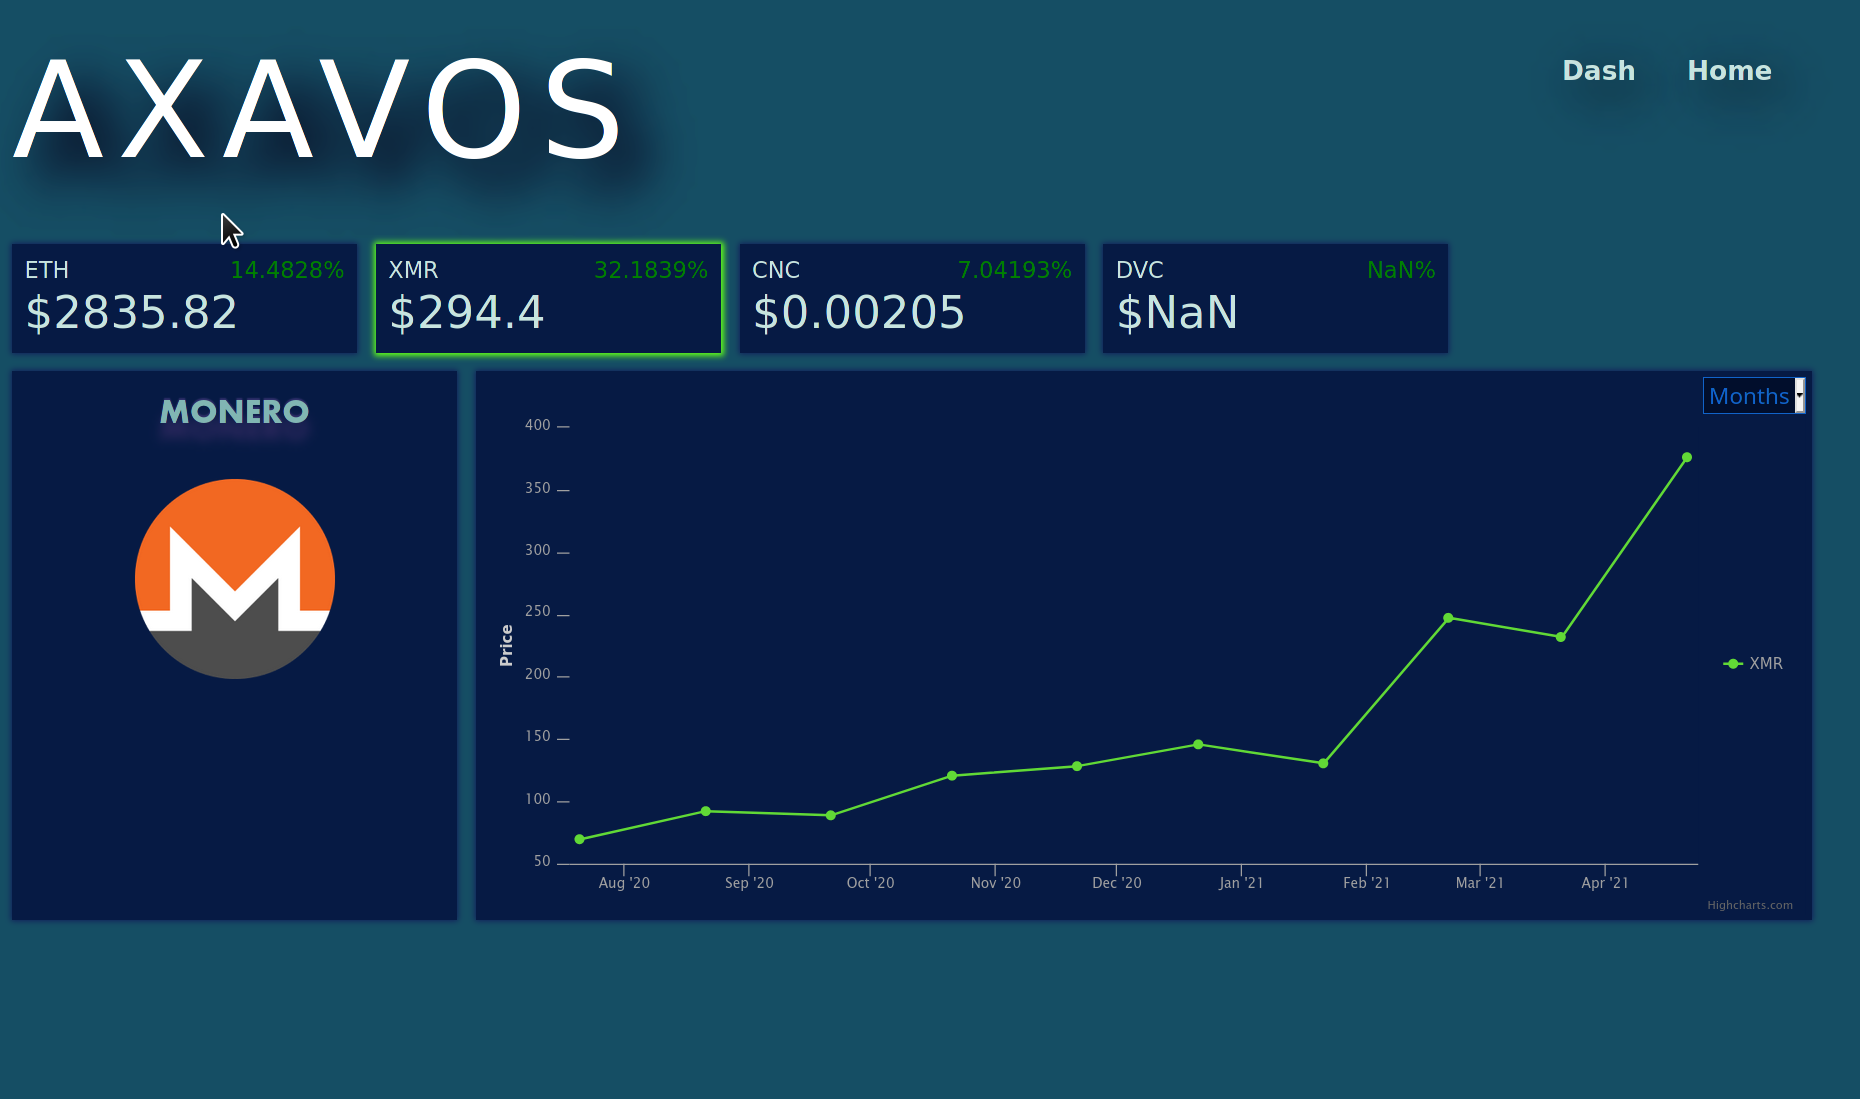 AXAVOS
Dash Home
ETH 14.4828%
$2835.82
XMR 32.1839%
$294.4
CNC 7.04193%
$0.00205
DVC NaN%
$NaN
MONERO
Months
400
350
300
250
200
150
100
50
Price
Aug '20 Sep '20 Oct '20 Nov '20 Dec '20 Jan '21 Feb '21 Mar '21 Apr '21
XMR
Highcharts.com